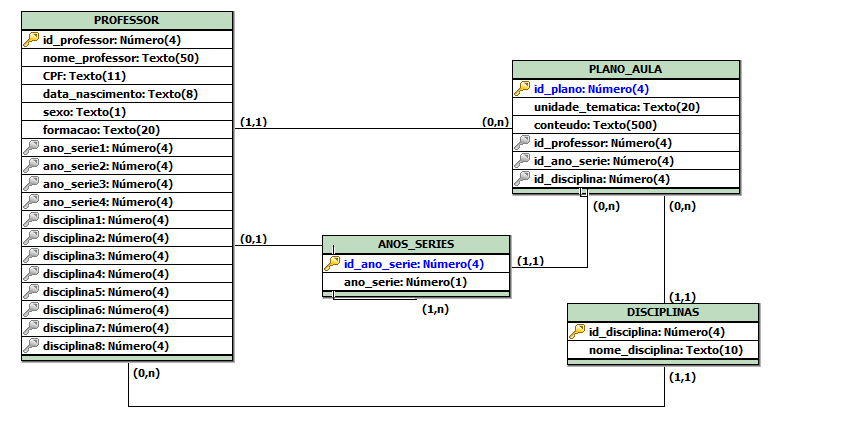 PROFESSOR
id_professor: Número(4)
nome_professor: Texto(50)
CPF: Texto(11)
data_nascimento: Texto(8)
sexo: Texto(1)
formacao: Texto(20)
ano_serie1: Número(4)
ano_serie2: Número(4)
ano_serie3: Número(4)
ano_serie4: Número(4)
disciplina1: Número(4)
disciplina2: Número(4)
disciplina3: Número(4)
disciplina4: Número(4)
disciplina5: Número(4)
disciplina6: Número(4)
disciplina7: Número(4)
disciplina8: Número(4)
(0,n)
(1,1)
(0,n)
(0,1)
PLANO_AULA
id_plano: Número(4)
unidade_tematica: Texto(20)
conteudo: Texto(500)
id_professor: Número(4)
id_ano_serie: Número(4)
id_disciplina: Número(4)
(0,n)
(0,n)
ANOS_SERIES
id_ano_serie: Número(4)
ano_serie: Número(1)
(1,1)
(1,n)
(1,1)
DISCIPLINAS
id_disciplina: Número(4)
nome_disciplina: Texto(10)
(1,1)